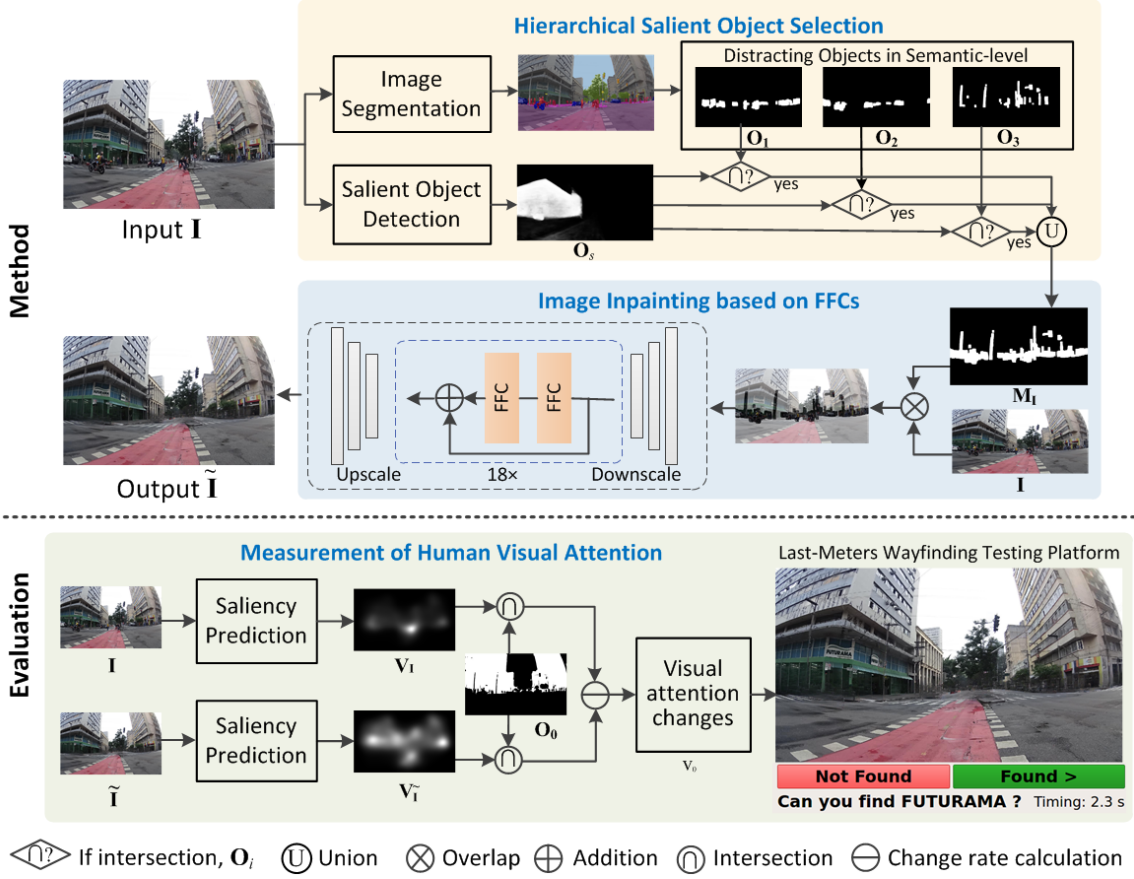 Hierarchical Salient Object Selection
Distracting Objects in Semantic-level
Image
Segmentation
O₁
O₂
O₃
∩?
yes
∩?
yes
∩?
yes
U
Salient Object
Detection
Oₛ
Input I
Method
Image Inpainting based on FFCs
M_I
I
FFC
FFC
Upscale
18×
Downscale
Output Ĩ
Evaluation
Measurement of Human Visual Attention
Last-Meters Wayfinding Testing Platform
I
Saliency
Prediction
V_I
∩
O₀
Visual
attention
changes
V₀
Ĩ
Saliency
Prediction
V_Ĩ
∩
FUTURAMA
Not Found
Found >
Can you find FUTURAMA ? Timing: 2.3 s
∩? If intersection, Oᵢ U Union Overlap Addition ∩ Intersection Change rate calculation